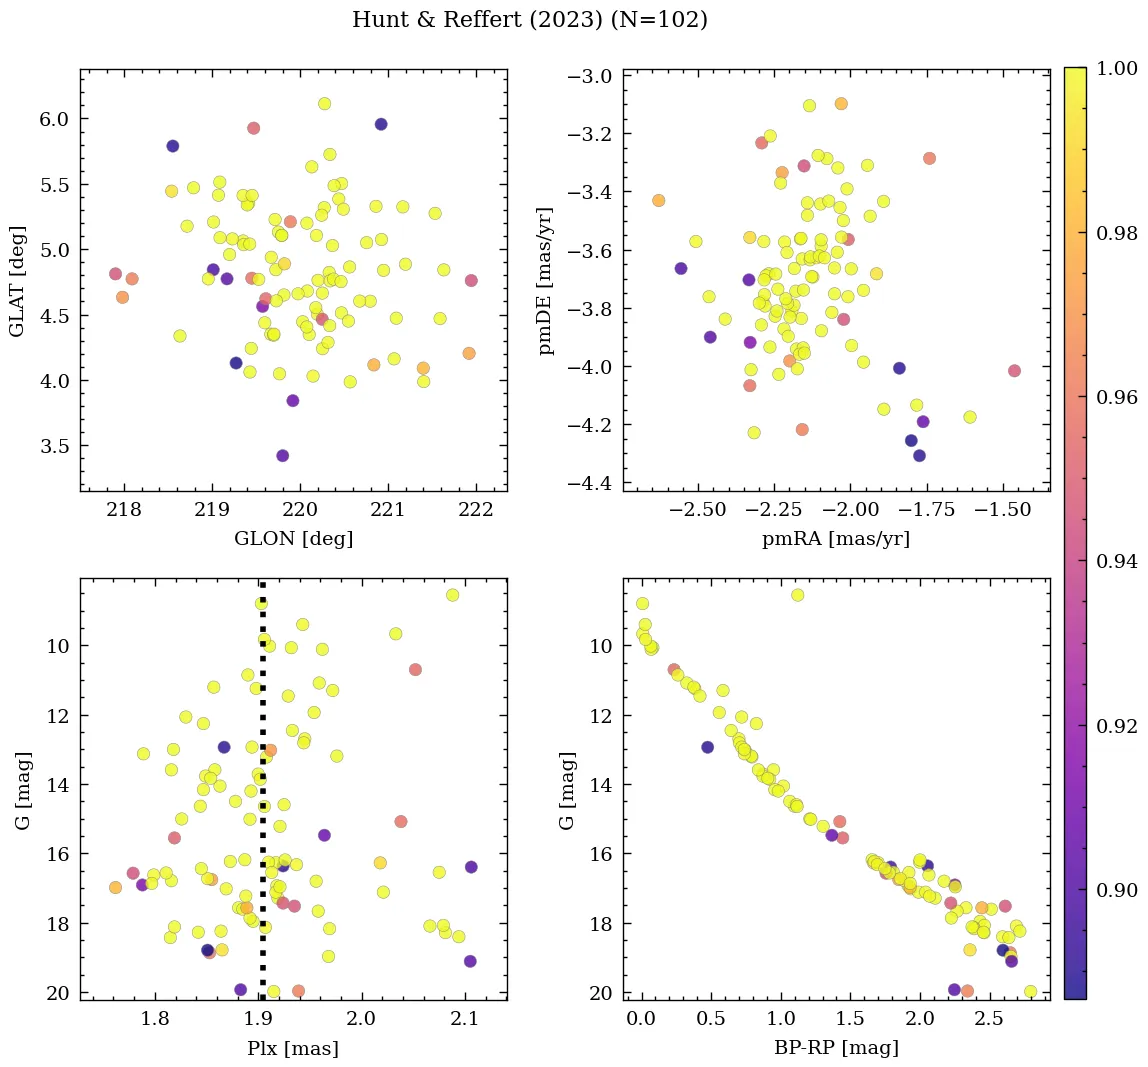 Hunt & Reffert (2023) (N=102)
6.0
5.5
5.0
4.5
4.0
3.5
GLAT [deg]
218 219 220 221 222
GLON [deg]
−3.0
−3.2
−3.4
−3.6
−3.8
−4.0
−4.2
−4.4
pmDE [mas/yr]
−2.50 −2.25 −2.00 −1.75 −1.50
pmRA [mas/yr]
10
12
14
16
18
20
G [mag]
1.8 1.9 2.0 2.1
Plx [mas]
10
12
14
16
18
20
G [mag]
0.0 0.5 1.0 1.5 2.0 2.5
BP-RP [mag]
1.00
0.98
0.96
0.94
0.92
0.90